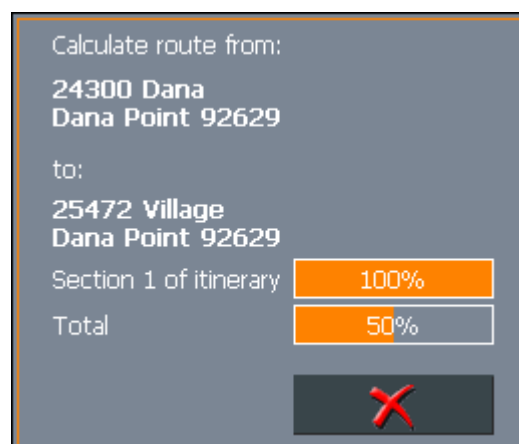 Calculate route from:
24300 Dana
Dana Point 92629
to:
25472 Village
Dana Point 92629
Section 1 of itinerary 100%
Total 50%